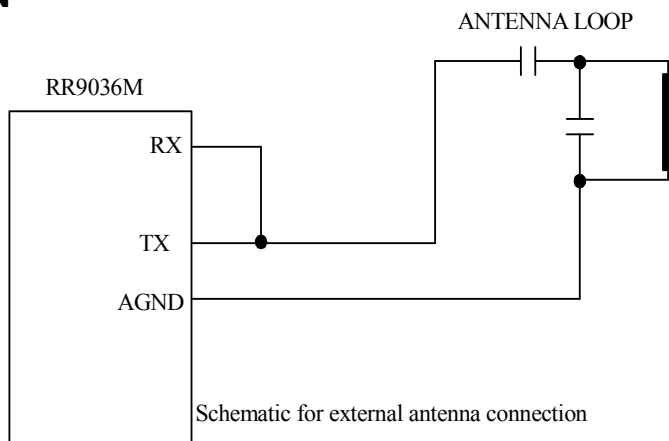 ANTENNA LOOP
RR9036M
RX
TX
AGND
Schematic for external antenna connection